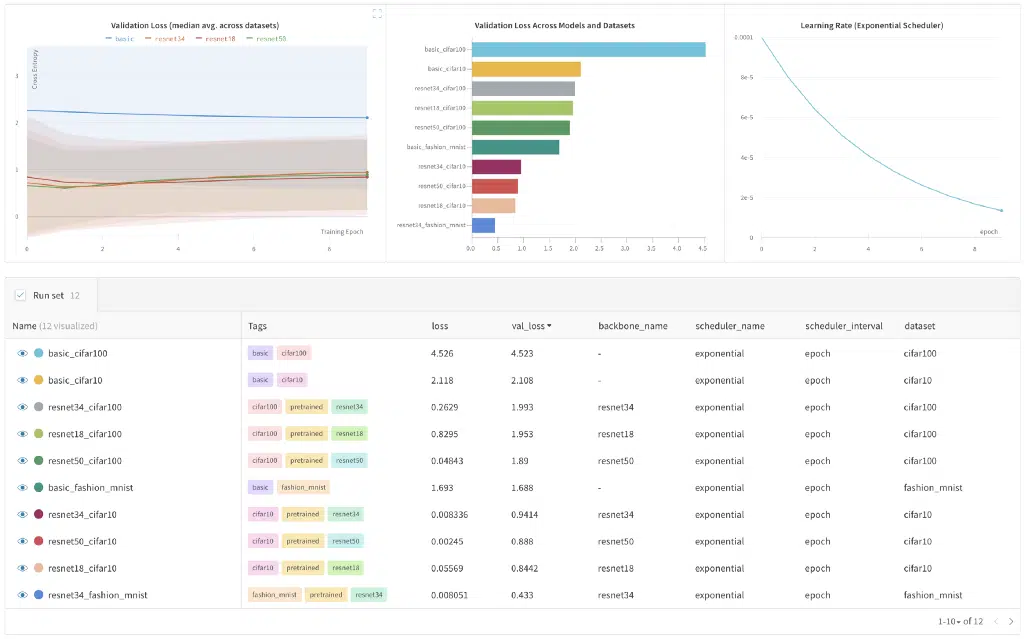 Validation Loss (median avg. across datasets)
basic resnet34 resnet18 resnet50
Cross Entropy
3
2
1
0
Training Epoch
0 2 4 6 8
Validation Loss Across Models and Datasets
basic_cifar100
basic_cifar10
resnet34_cifar100
resnet18_cifar100
resnet50_cifar100
basic_fashion_mnist
resnet34_cifar10
resnet50_cifar10
resnet18_cifar10
resnet34_fashion_mnist
0.0 0.5 1.0 1.5 2.0 2.5 3.0 3.5 4.0 4.5
Learning Rate (Exponential Scheduler)
0.0001
8e-5
6e-5
4e-5
2e-5
0
epoch
0 2 4 6 8
Run set 12
Name (12 visualized) Tags loss val_loss backbone_name scheduler_name scheduler_interval dataset
basic_cifar100 basic cifar100 4.526 4.523 - exponential epoch cifar100
basic_cifar10 basic cifar10 2.118 2.108 - exponential epoch cifar10
resnet34_cifar100 cifar100 pretrained resnet34 0.2629 1.993 resnet34 exponential epoch cifar100
resnet18_cifar100 cifar100 pretrained resnet18 0.8295 1.953 resnet18 exponential epoch cifar100
resnet50_cifar100 cifar100 pretrained resnet50 0.04843 1.89 resnet50 exponential epoch cifar100
basic_fashion_mnist basic fashion_mnist 1.693 1.688 - exponential epoch fashion_mnist
resnet34_cifar10 cifar10 pretrained resnet34 0.008336 0.9414 resnet34 exponential epoch cifar10
resnet50_cifar10 cifar10 pretrained resnet50 0.00245 0.888 resnet50 exponential epoch cifar10
resnet18_cifar10 cifar10 pretrained resnet18 0.05569 0.8442 resnet18 exponential epoch cifar10
resnet34_fashion_mnist fashion_mnist pretrained resnet34 0.008051 0.433 resnet34 exponential epoch fashion_mnist
1-10 of 12